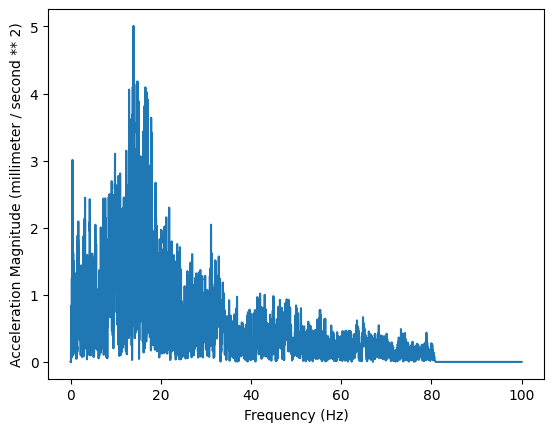 Acceleration Magnitude (millimeter / second ** 2)
5
4
3
2
1
0
0 20 40 60 80 100
Frequency (Hz)